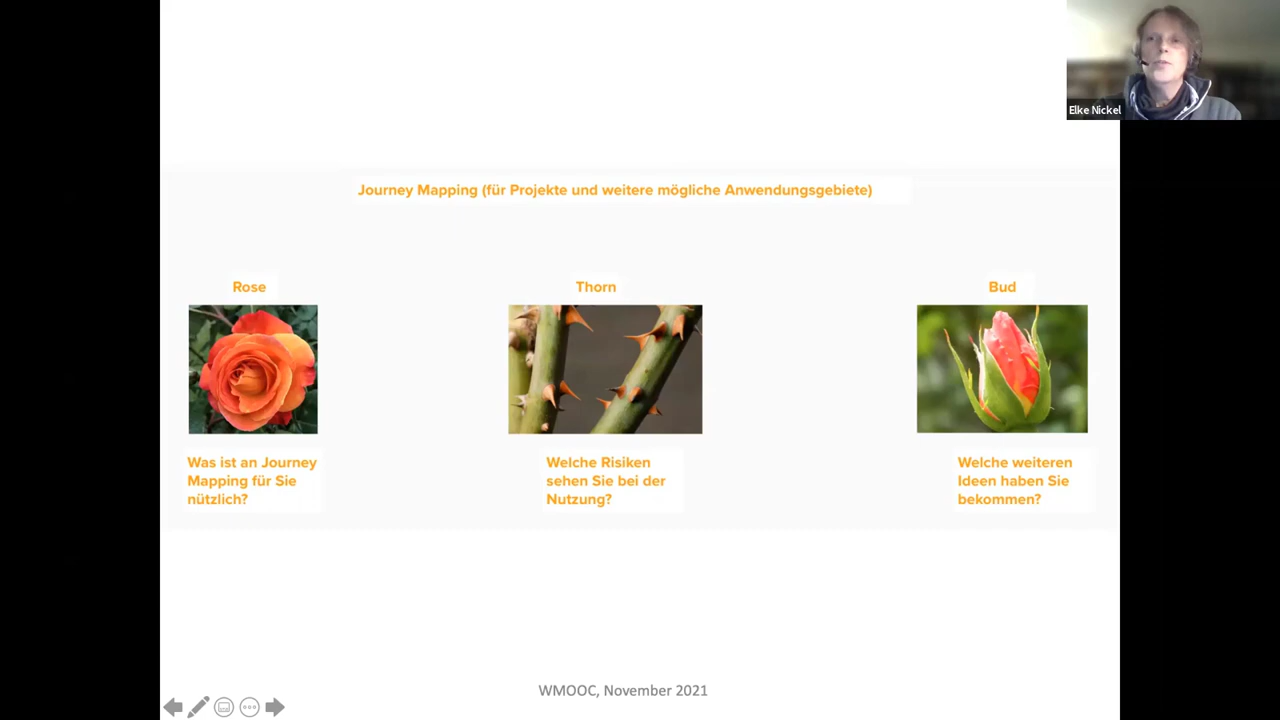 Elke Nickel
Journey Mapping (für Projekte und weitere mögliche Anwendungsgebiete)
Rose
Thorn
Bud
Was ist an Journey
Mapping für Sie
nützlich?
Welche Risiken
sehen Sie bei der
Nutzung?
Welche weiteren
Ideen haben Sie
bekommen?
WMOOC, November 2021